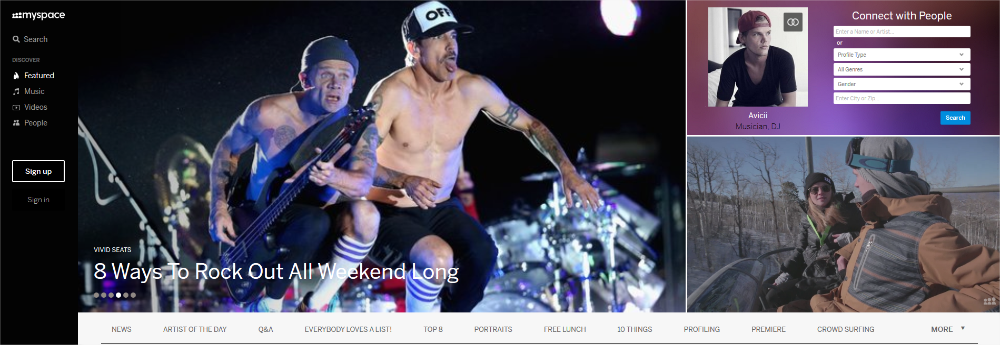 myspace
Search
DISCOVER
Featured
Music
Videos
People
Sign up
Sign in
OFF
VIVID SEATS
8 Ways To Rock Out All Weekend Long
Avicii
Musician, DJ
Connect with People
Enter a Name or Artist...
or
Profile Type
All Genres
Gender
Enter City or Zip...
Search
NEWS
ARTIST OF THE DAY
Q&A
EVERYBODY LOVES A LIST!
TOP 8
PORTRAITS
FREE LUNCH
10 THINGS
PROFILING
PREMIERE
CROWD SURFING
MORE